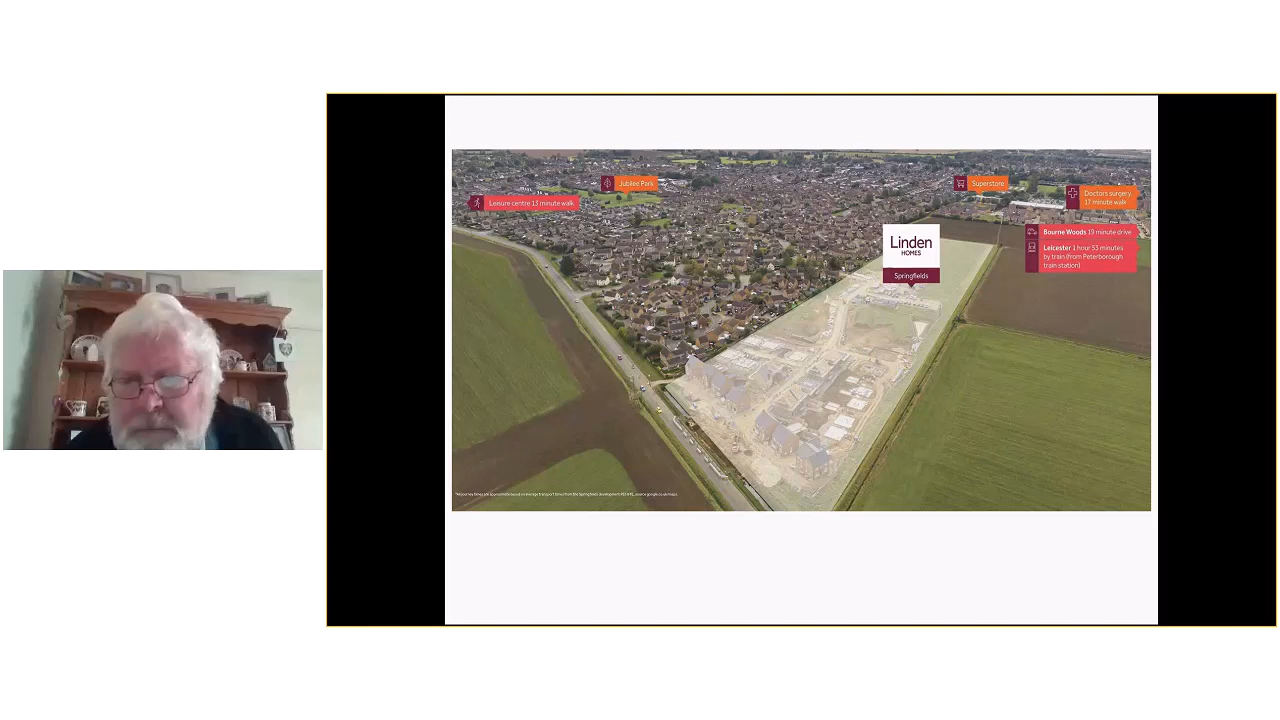 Jubilee Park
Superstore
Leisure centre 13 minute walk
Doctors surgery
17 minute walk
Linden
HOMES
Springfields
Bourne Woods 19 minute drive
Leicester 1 hour 53 minutes
by train (from Peterborough
train station)